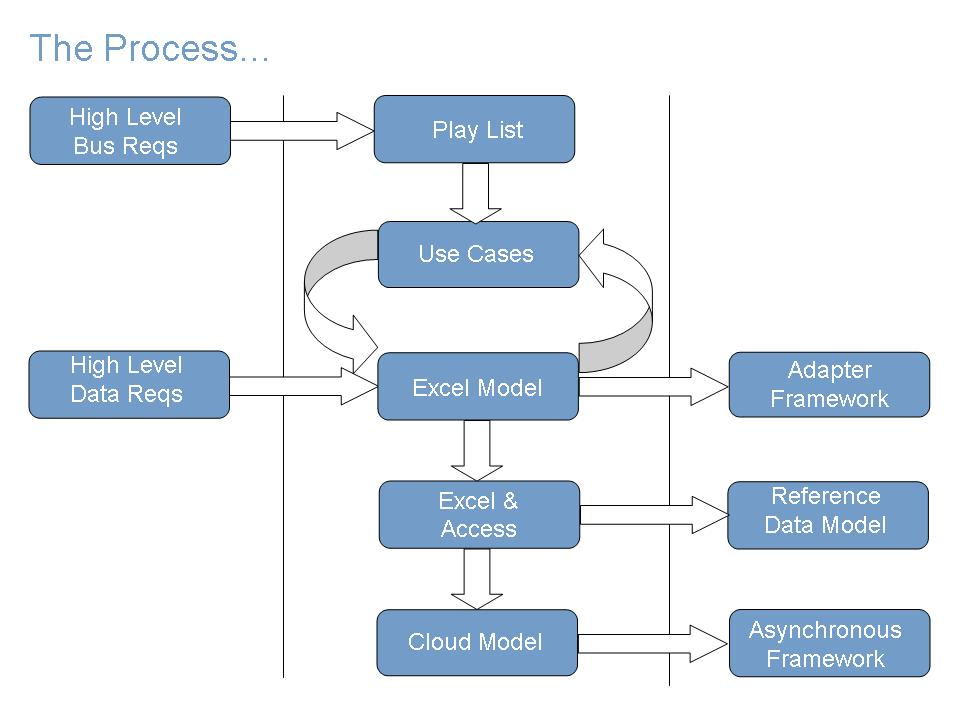 The Process...
High Level
Bus Reqs
Play List
Use Cases
High Level
Data Reqs
Excel Model
Adapter
Framework
Excel &
Access
Reference
Data Model
Cloud Model
Asynchronous
Framework